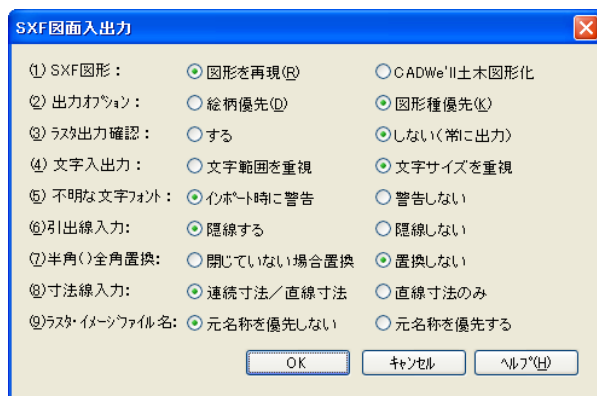 SXF図面入出力
(1) SXF図形： 図形を再現(R) CADWe'll土木図形化
(2) 出力ｵﾌﾟｼｮﾝ： 絵柄優先(D) 図形種優先(K)
(3) ﾗｽﾀ出力確認： する しない(常に出力)
(4) 文字入出力： 文字範囲を重視 文字サイズを重視
(5) 不明な文字ﾌｫﾝﾄ： ｲﾝﾎﾟｰﾄ時に警告 警告しない
(6)引出線入力： 隠線する 隠線しない
(7)半角()全角置換: 閉じていない場合置換 置換しない
(8)寸法線入力： 連続寸法／直線寸法 直線寸法のみ
(9)ﾗｽﾀ･ｲﾒｰｼﾞﾌｧｲﾙ名: 元名称を優先しない 元名称を優先する
OK ｷｬﾝｾﾙ ﾍﾙﾌﾟ(H)